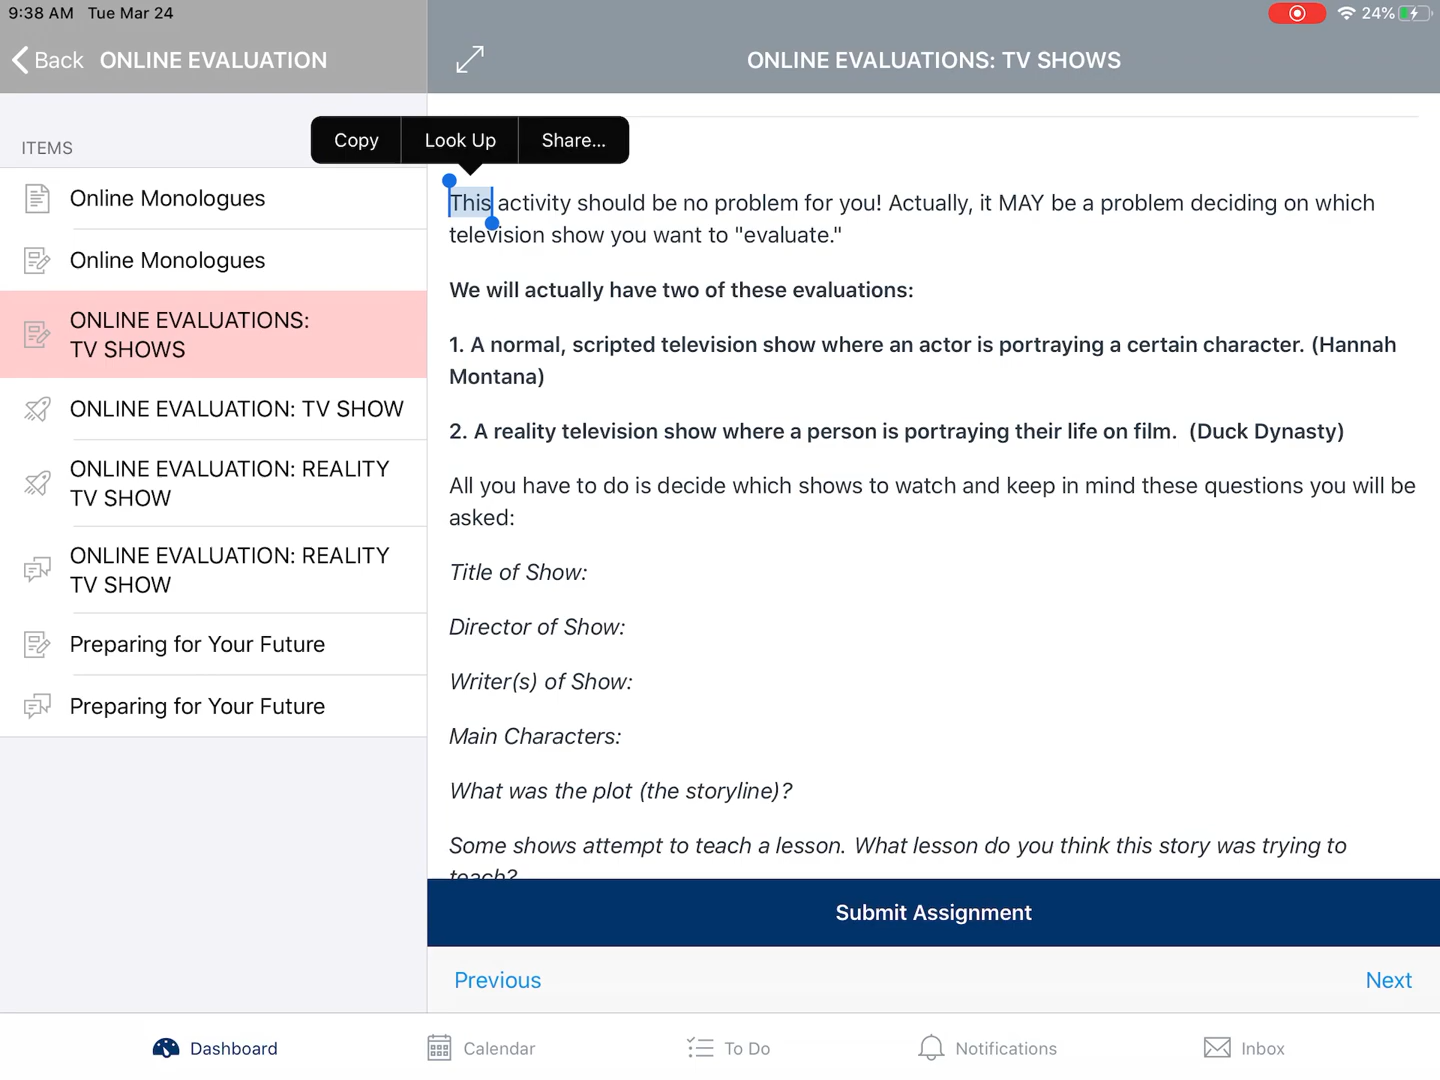 9:38 AM Tue Mar 24
24%
Back ONLINE EVALUATION
ONLINE EVALUATIONS: TV SHOWS
ITEMS
Online Monologues
Online Monologues
ONLINE EVALUATIONS:
TV SHOWS
ONLINE EVALUATION: TV SHOW
ONLINE EVALUATION: REALITY
TV SHOW
ONLINE EVALUATION: REALITY
TV SHOW
Preparing for Your Future
Preparing for Your Future
Copy Look Up Share...
This activity should be no problem for you! Actually, it MAY be a problem deciding on which
television show you want to "evaluate."
We will actually have two of these evaluations:
1. A normal, scripted television show where an actor is portraying a certain character. (Hannah
Montana)
2. A reality television show where a person is portraying their life on film. (Duck Dynasty)
All you have to do is decide which shows to watch and keep in mind these questions you will be
asked:
Title of Show:
Director of Show:
Writer(s) of Show:
Main Characters:
What was the plot (the storyline)?
Some shows attempt to teach a lesson. What lesson do you think this story was trying to
teach?
Submit Assignment
Previous Next
Dashboard Calendar To Do Notifications Inbox